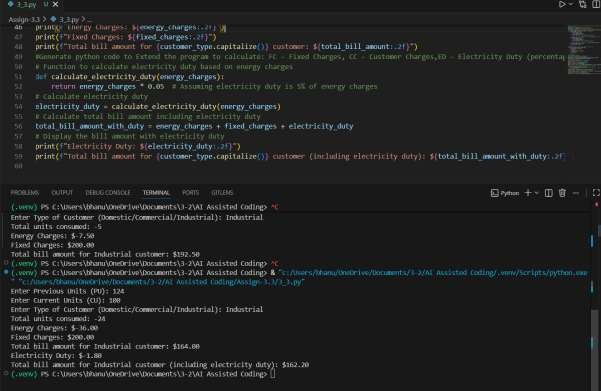 3_3.py U
Assign-3.3 > 3_3.py > ...
46 print(f"Energy Charges: ${energy_charges:.2f}")
47 print(f"Fixed Charges: ${fixed_charges:.2f}")
48 print(f"Total bill amount for {customer_type.capitalize()} customer: ${total_bill_amount:.2f}")
49 #Generate python code to Extend the program to calculate: FC – Fixed Charges, CC – Customer Charges,ED – Electricity Duty (percentag
50 # Function to calculate electricity duty based on energy charges
51 def calculate_electricity_duty(energy_charges):
52 return energy_charges * 0.05 # Assuming electricity duty is 5% of energy charges
53 # Calculate electricity duty
54 electricity_duty = calculate_electricity_duty(energy_charges)
55 # Calculate total bill amount including electricity duty
56 total_bill_amount_with_duty = energy_charges + fixed_charges + electricity_duty
57 # Display the bill amount with electricity duty
58 print(f"Electricity Duty: ${electricity_duty:.2f}")
59 print(f"Total bill amount for {customer_type.capitalize()} customer (including electricity duty): ${total_bill_amount_with_duty:.2f}
60
PROBLEMS OUTPUT DEBUG CONSOLE TERMINAL PORTS GITLENS Python
(.venv) PS C:\Users\bhanu\OneDrive\Documents\3-2\AI Assisted Coding> ^C
Enter Type of Customer (Domestic/Commercial/Industrial): Industrial
Total units consumed: -5
Energy Charges: $-7.50
Fixed Charges: $200.00
Total bill amount for Industrial customer: $192.50
(.venv) PS C:\Users\bhanu\OneDrive\Documents\3-2\AI Assisted Coding> ^C
(.venv) PS C:\Users\bhanu\OneDrive\Documents\3-2\AI Assisted Coding> & "c:/Users/bhanu/OneDrive/Documents/3-2/AI Assisted Coding/.venv/Scripts/python.exe
" "c:/Users/bhanu/OneDrive/Documents/3-2/AI Assisted Coding/Assign-3.3/3_3.py"
Enter Previous Units (PU): 124
Enter Current Units (CU): 100
Enter Type of Customer (Domestic/Commercial/Industrial): Industrial
Total units consumed: -24
Energy Charges: $-36.00
Fixed Charges: $200.00
Total bill amount for Industrial customer: $164.00
Electricity Duty: $-1.80
Total bill amount for Industrial customer (including electricity duty): $162.20
(.venv) PS C:\Users\bhanu\OneDrive\Documents\3-2\AI Assisted Coding>